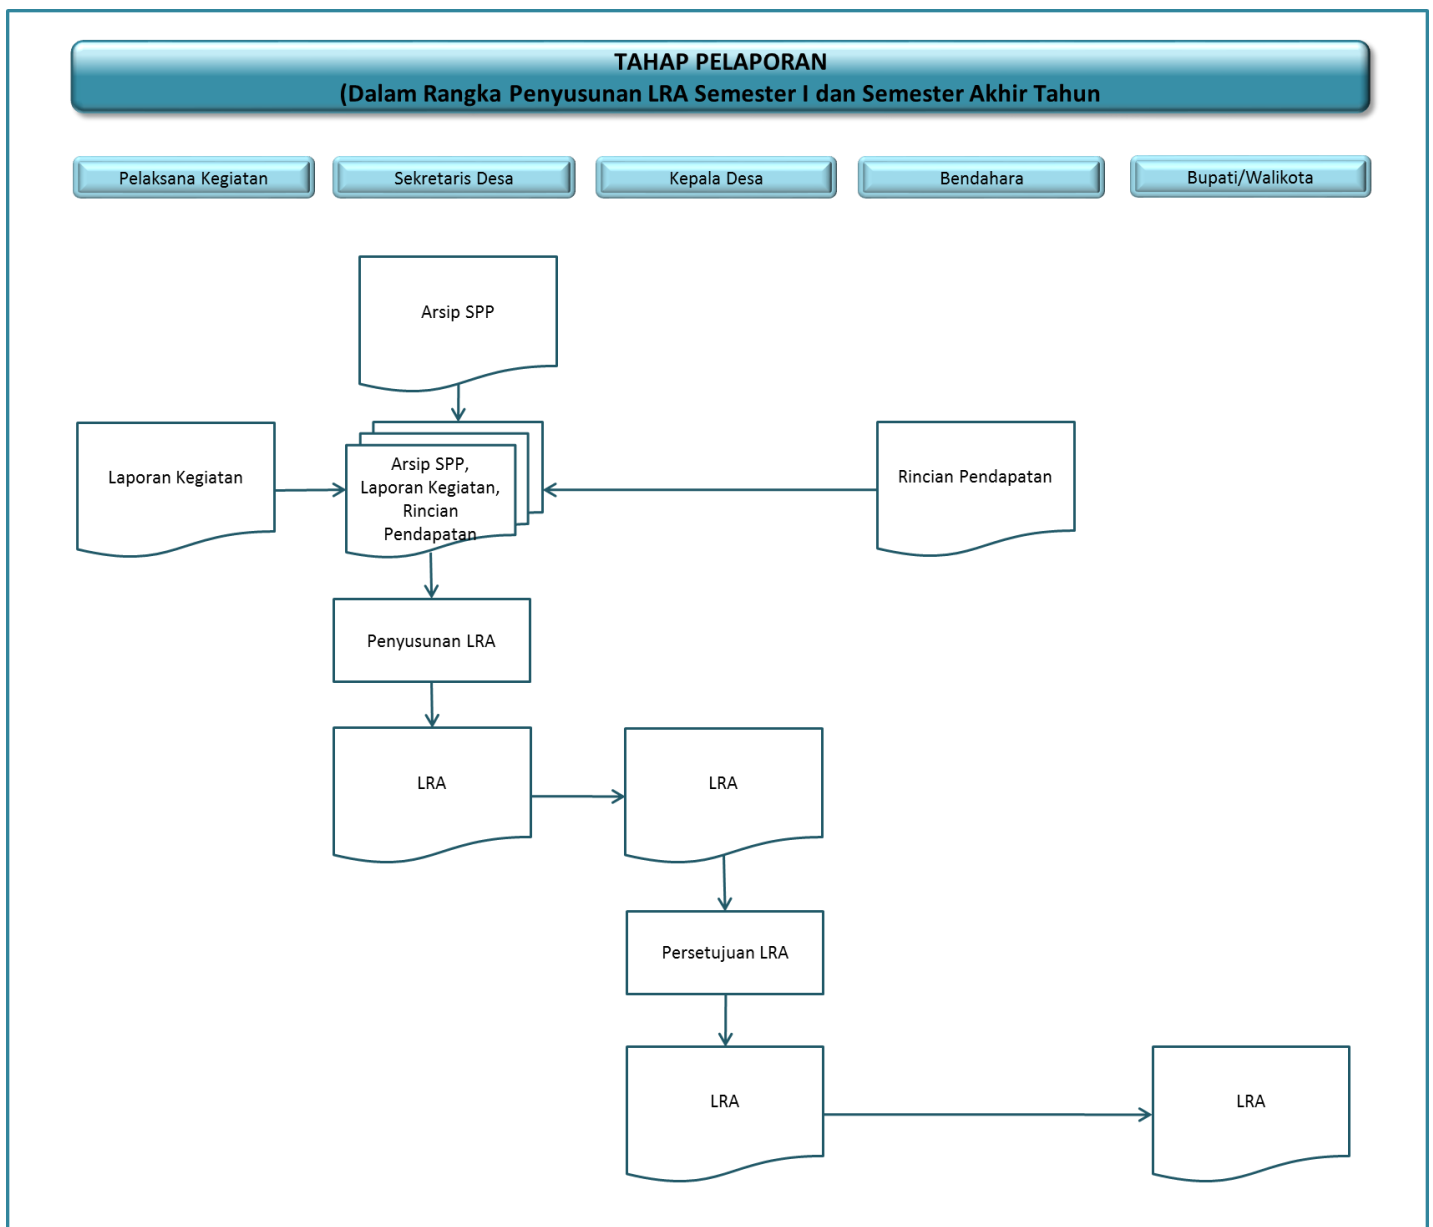 TAHAP PELAPORAN
(Dalam Rangka Penyusunan LRA Semester I dan Semester Akhir Tahun
Pelaksana Kegiatan
Sekretaris Desa
Kepala Desa
Bendahara
Bupati/Walikota
Arsip SPP
Laporan Kegiatan
Arsip SPP,
Laporan Kegiatan,
Rincian
Pendapatan
Rincian Pendapatan
Penyusunan LRA
LRA
LRA
Persetujuan LRA
LRA
LRA